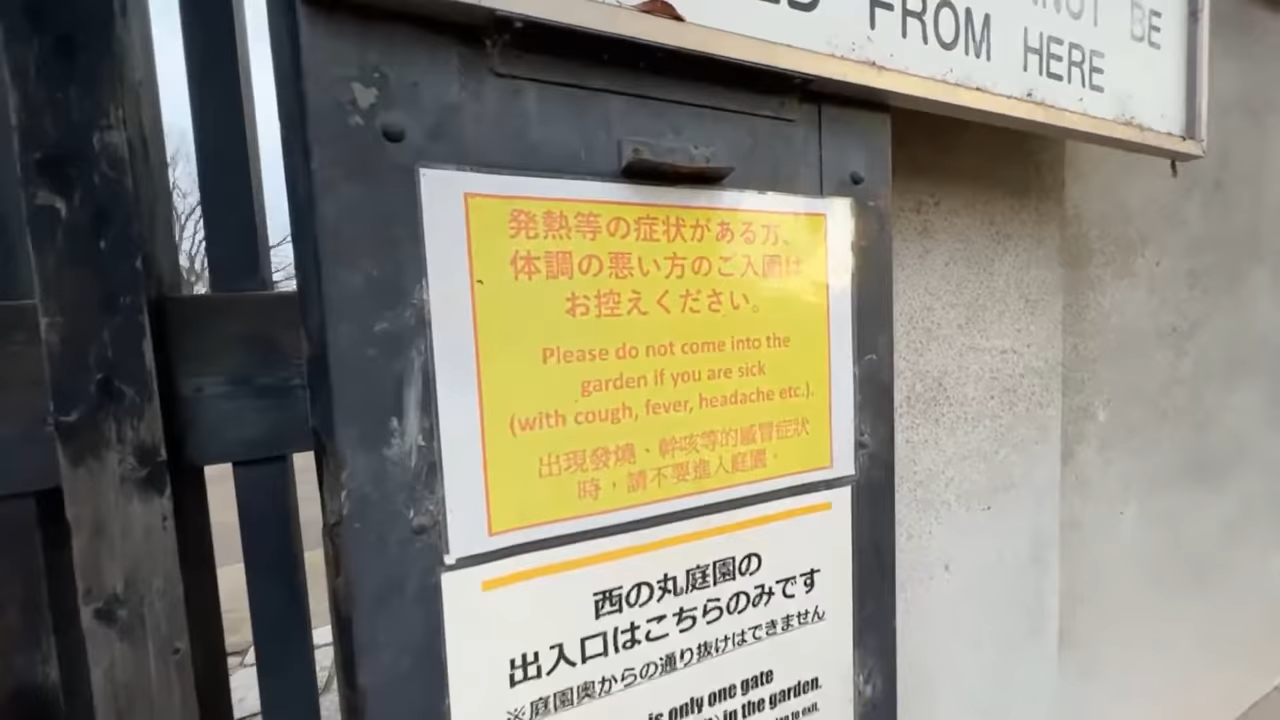 NOT BE
FROM HERE
発熱等の症状がある方、
体調の悪い方のご入園は
お控えください。
Please do not come into the
garden if you are sick
(with cough, fever, headache etc.).
出現發燒、幹咳等的感冒症狀
時，請不要進入庭園。
西の丸庭園の
出入口はこちらのみです
※庭園奥からの通り抜けはできません
is only one gate
in the garden.
to exit.